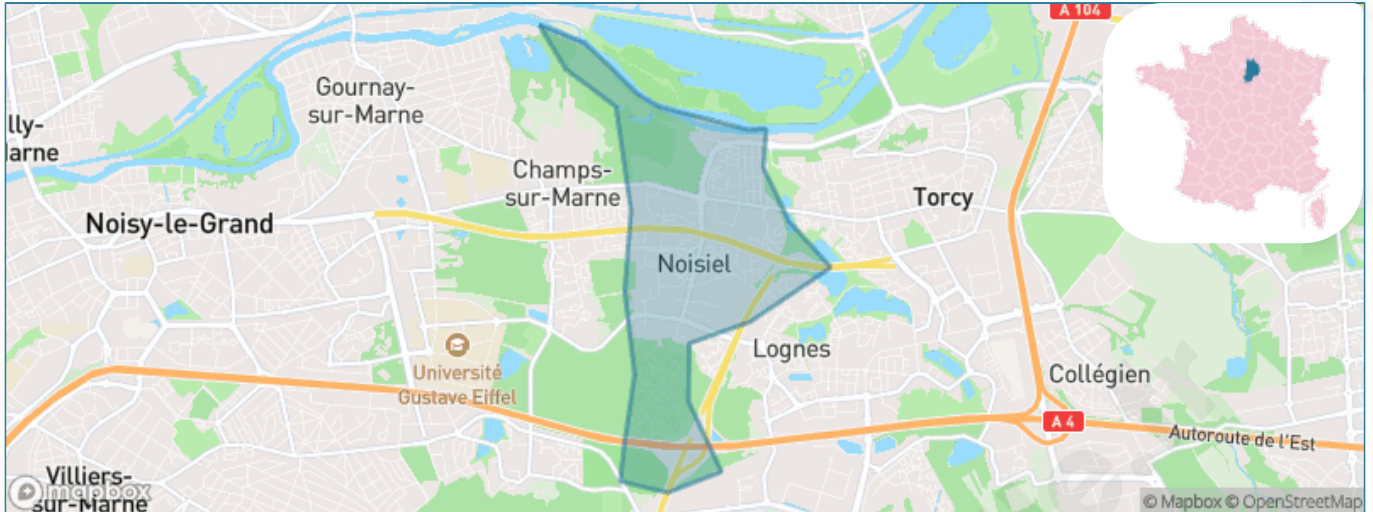 A 104
Gournay-
sur-Marne
lly-
larne
Champs-
sur-Marne
Torcy
Noisy-le-Grand
Noisiel
Lognes
Université
Gustave Eiffel
Collégien
A 4
Autoroute de l'Est
Villiers-
sur-Marne
mapbox
© Mapbox © OpenStreetMap